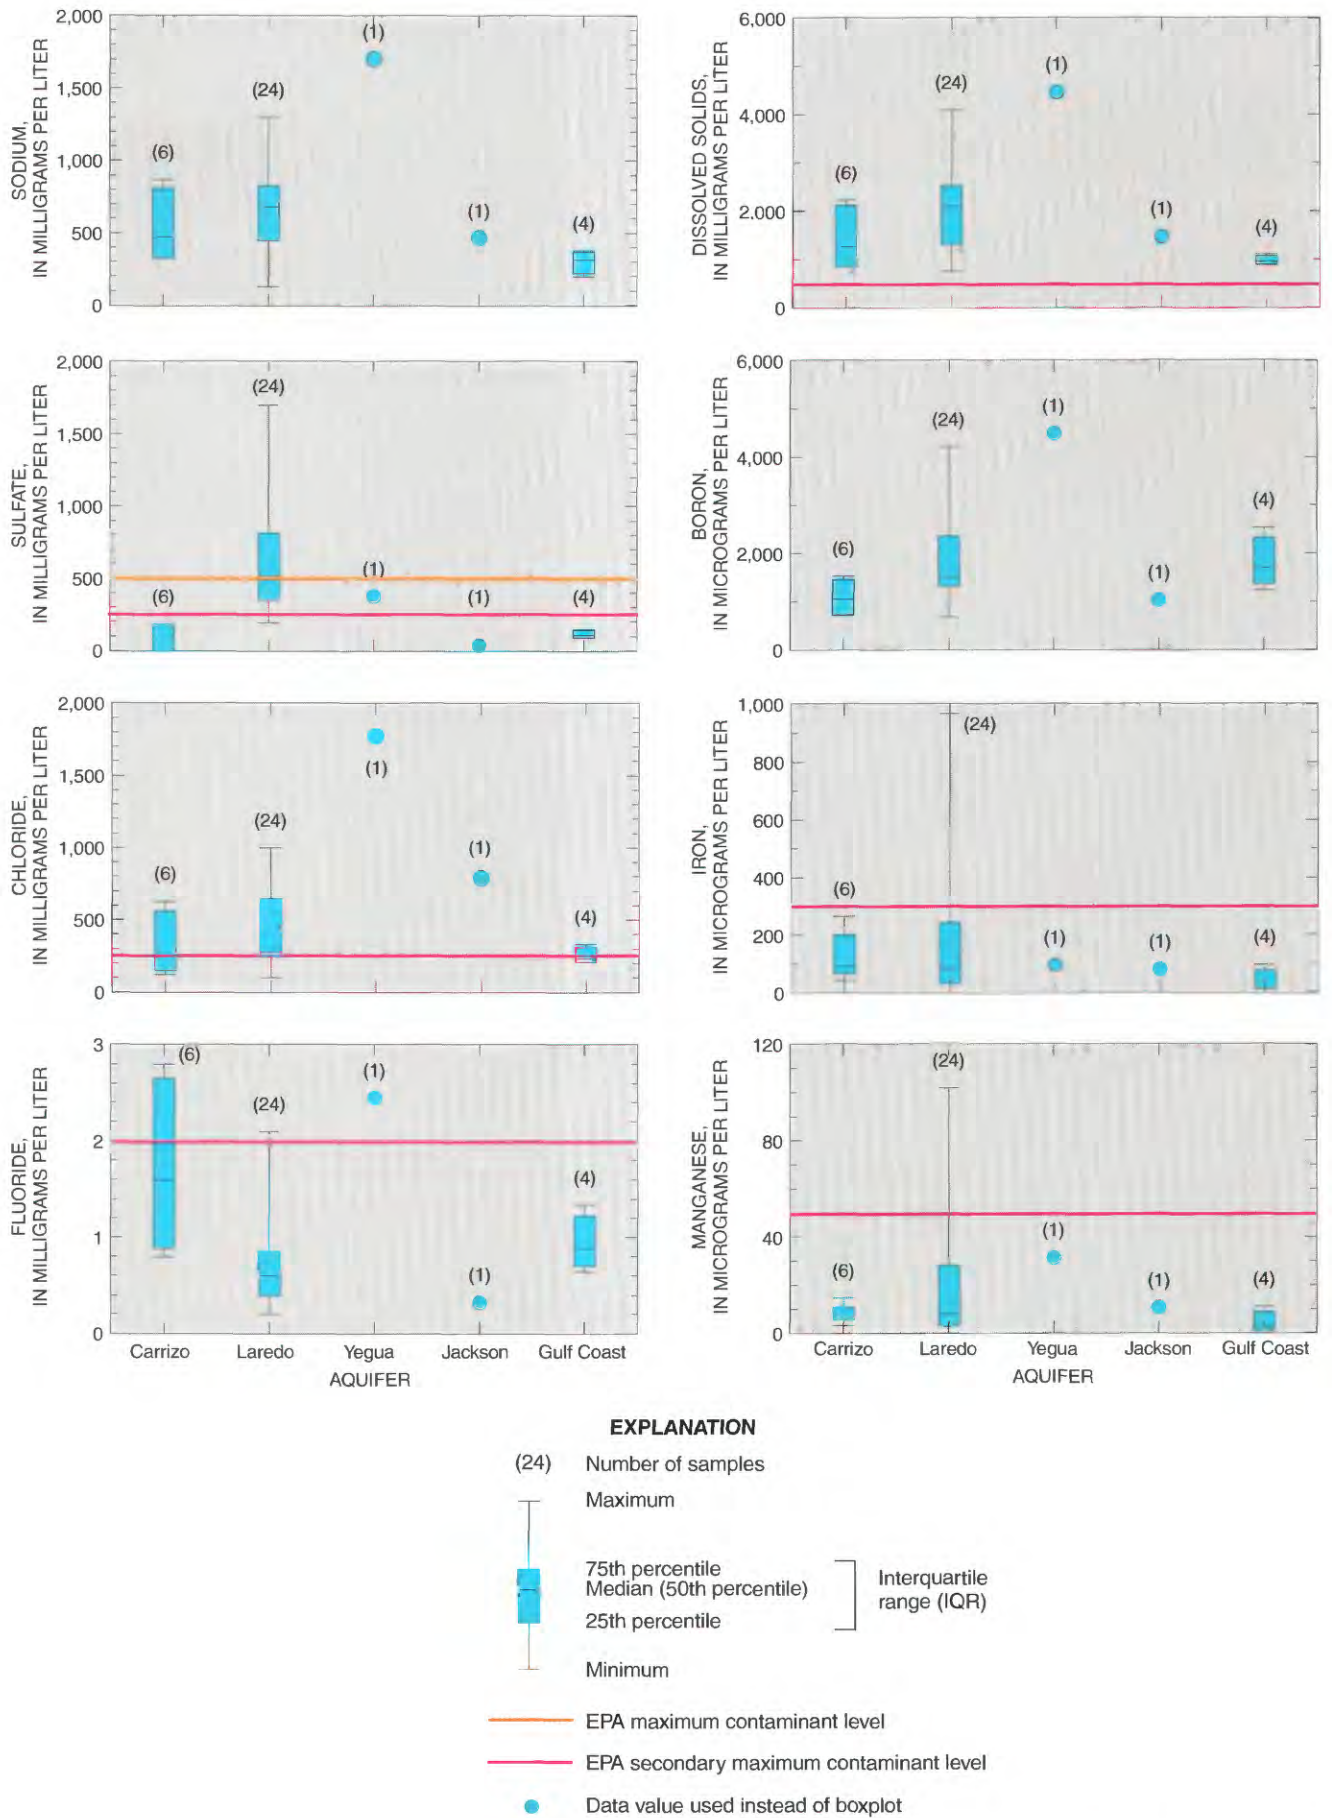 SODIUM,
IN MILLIGRAMS PER LITER
2,000
1,500
1,000
500
0
(6)
(24)
(1)
(1)
(4)
DISSOLVED SOLIDS,
IN MILLIGRAMS PER LITER
6,000
4,000
2,000
0
(6)
(24)
(1)
(1)
(4)
SULFATE,
IN MILLIGRAMS PER LITER
2,000
1,500
1,000
500
0
(6)
(24)
(1)
(1)
(4)
BORON,
IN MICROGRAMS PER LITER
6,000
4,000
2,000
0
(6)
(24)
(1)
(1)
(4)
CHLORIDE,
IN MILLIGRAMS PER LITER
2,000
1,500
1,000
500
0
(6)
(24)
(1)
(1)
(4)
IRON,
IN MICROGRAMS PER LITER
1,000
800
600
400
200
0
(6)
(24)
(1)
(1)
(4)
FLUORIDE,
IN MILLIGRAMS PER LITER
3
2
1
0
(6)
(24)
(1)
(1)
(4)
Carrizo Laredo Yegua Jackson Gulf Coast
AQUIFER
MANGANESE,
IN MICROGRAMS PER LITER
120
80
40
0
(6)
(24)
(1)
(1)
(4)
Carrizo Laredo Yegua Jackson Gulf Coast
AQUIFER
EXPLANATION
(24) Number of samples
Maximum
75th percentile
Median (50th percentile)
25th percentile
Interquartile
range (IQR)
Minimum
EPA maximum contaminant level
EPA secondary maximum contaminant level
Data value used instead of boxplot